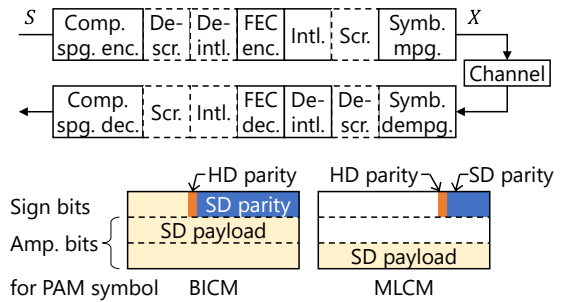 S
Comp. spg. enc.
De- scr.
De- intl.
FEC enc.
Intl.
Scr.
Symb. mpg.
X
Channel
Comp. spg. dec.
Scr.
Intl.
FEC dec.
De- intl.
De- scr.
Symb. dempg.
HD parity
HD parity
SD parity
Sign bits
SD parity
Amp. bits
SD payload
SD payload
for PAM symbol
BICM
MLCM